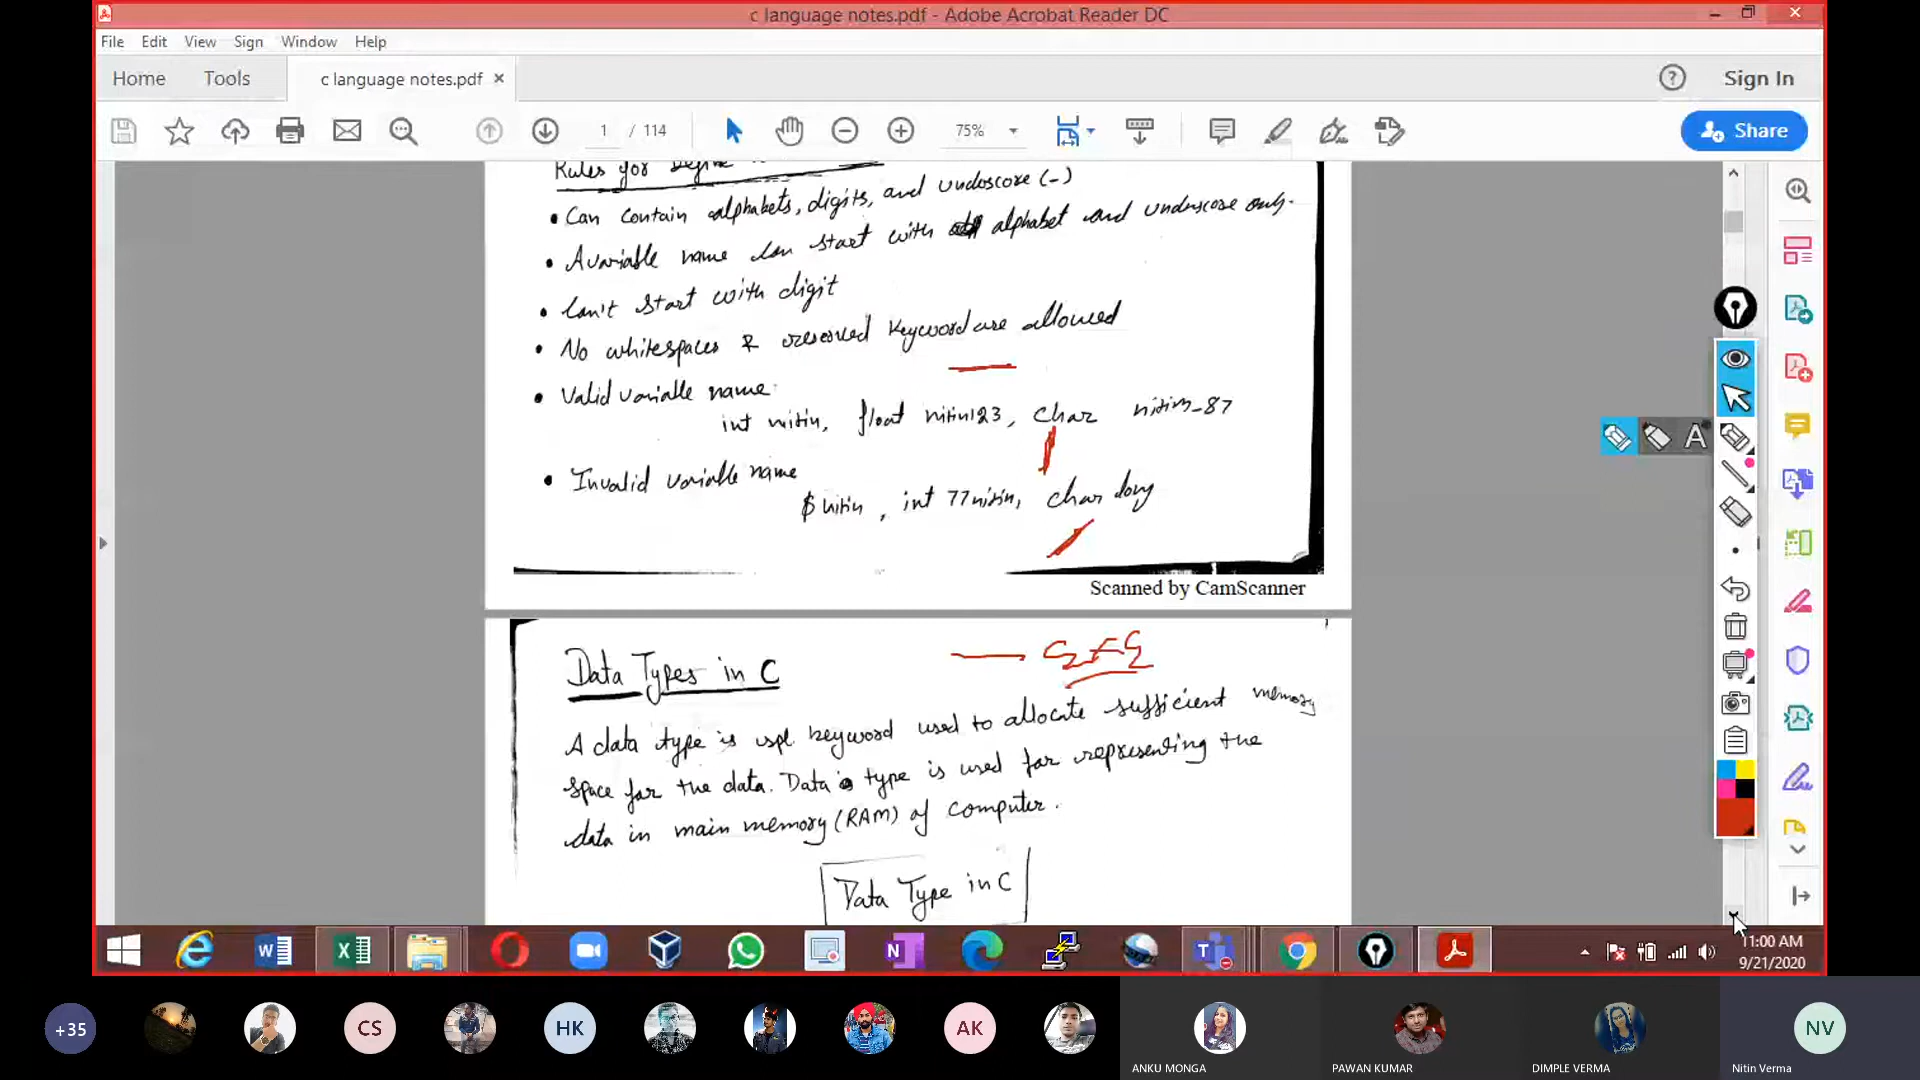 c language notes.pdf - Adobe Acrobat Reader DC
File Edit View Sign Window Help
Home Tools c language notes.pdf × Sign In
1 / 114 75% Share
Rules for Define
• Can contain alphabets, digits, and undoscore (-)
• A variable name can start with alphabet and underscore only.
• Can't start with digit
• No whitespaces & reserved keyword are allowed
• Valid variable name
int nitin, float nitin123, char nitin_87
• Invalid variable name
$nitin, int 77nitin, char long
Scanned by CamScanner
Data Types in C
A data type is spl. keyword used to allocate sufficient memory
space for the data. Data type is used for representing the
data in main memory (RAM) of computer.
Data Type in C
A
11:00 AM
9/21/2020
+35 CS HK AK NV
ANKU MONGA PAWAN KUMAR DIMPLE VERMA Nitin Verma